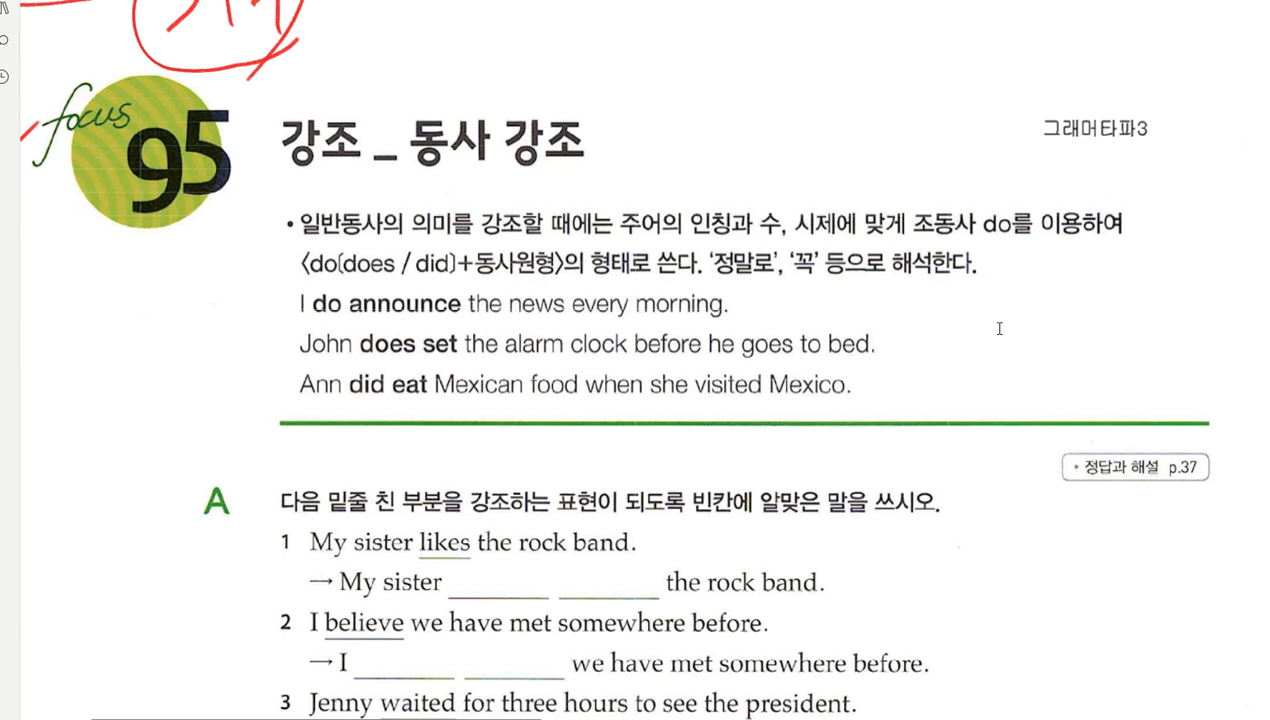 focus
95
강조 _ 동사 강조
그래머타파3
• 일반동사의 의미를 강조할 때에는 주어의 인칭과 수, 시제에 맞게 조동사 do를 이용하여
〈do(does / did)+동사원형〉의 형태로 쓴다. ‘정말로’, ‘꼭’ 등으로 해석한다.
I do announce the news every morning.
John does set the alarm clock before he goes to bed.
Ann did eat Mexican food when she visited Mexico.
• 정답과 해설 p.37
A 다음 밑줄 친 부분을 강조하는 표현이 되도록 빈칸에 알맞은 말을 쓰시오.
1 My sister likes the rock band.
→ My sister ________ ________ the rock band.
2 I believe we have met somewhere before.
→ I ________ ________ we have met somewhere before.
3 Jenny waited for three hours to see the president.